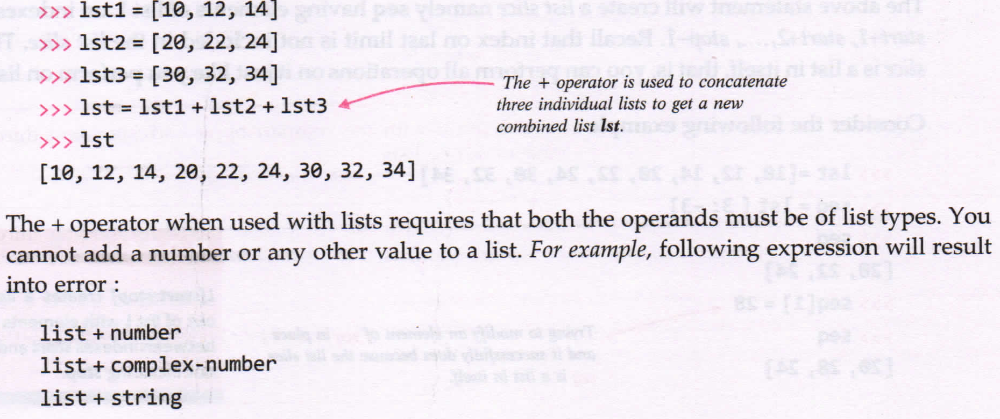 >>> lst1 = [10, 12, 14]
>>> lst2 = [20, 22, 24]
>>> lst3 = [30, 32, 34]
>>> lst = lst1 + lst2 + lst3
The + operator is used to concatenate
three individual lists to get a new
combined list lst.
>>> lst
[10, 12, 14, 20, 22, 24, 30, 32, 34]
The + operator when used with lists requires that both the operands must be of list types. You
cannot add a number or any other value to a list. For example, following expression will result
into error :
list + number
list + complex-number
list + string